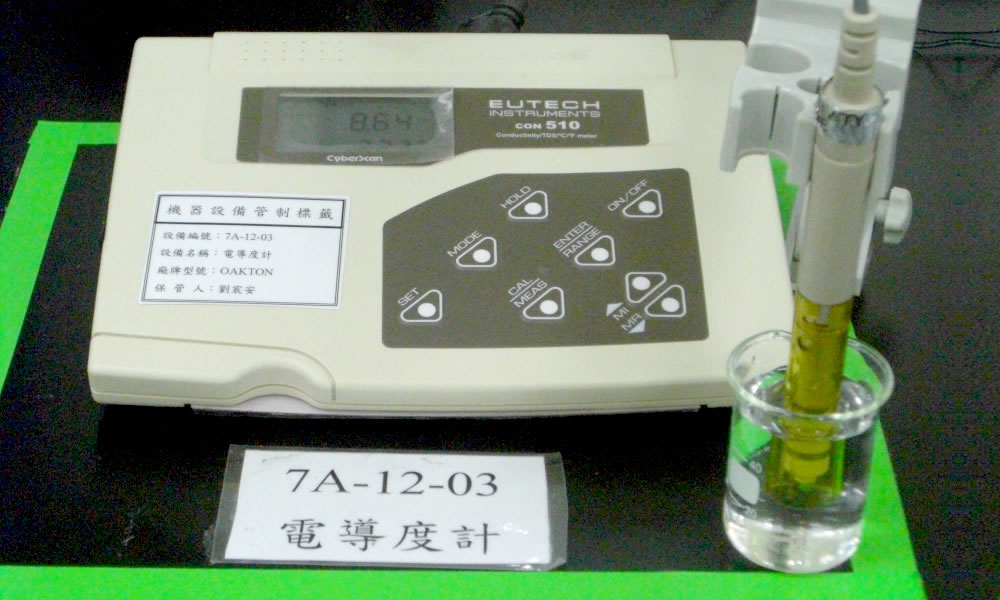 8.64
EUTECH
INSTRUMENTS
CON 510
Conductivity/TDS/°C/°F meter
CyberScan
HOLD
ON/OFF
MODE
ENTER
RANGE
SET
CAL
MEAS
MI
MR
機器設備管制標籤
設備編號：7A-12-03
設備名稱：電導度計
廠牌型號：OAKTON
保管人：劉宸安
40
7A-12-03
電導度計